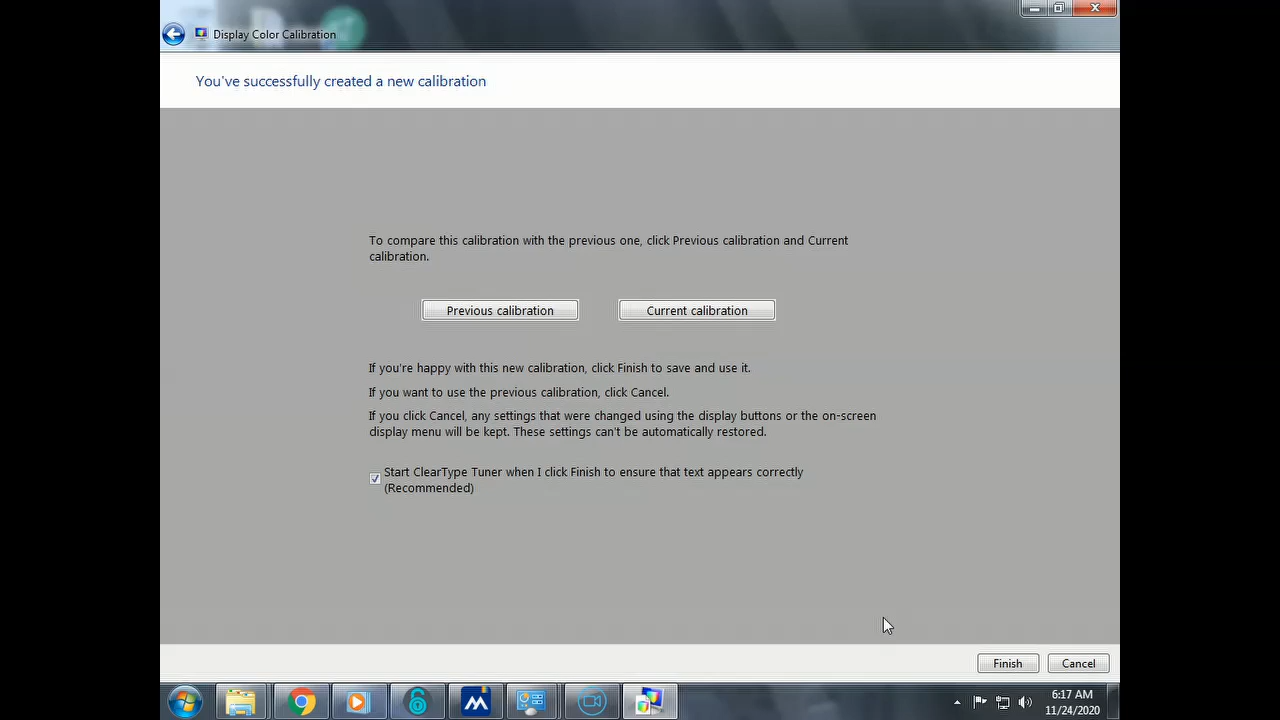 Display Color Calibration
You've successfully created a new calibration
To compare this calibration with the previous one, click Previous calibration and Current
calibration.
Previous calibration
Current calibration
If you're happy with this new calibration, click Finish to save and use it.
If you want to use the previous calibration, click Cancel.
If you click Cancel, any settings that were changed using the display buttons or the on-screen
display menu will be kept. These settings can't be automatically restored.
Start ClearType Tuner when I click Finish to ensure that text appears correctly
(Recommended)
Finish
Cancel
6:17 AM
11/24/2020